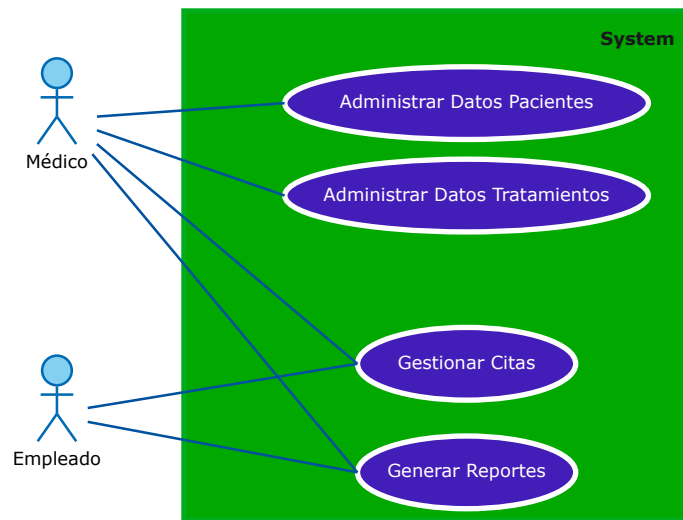 System
Administrar Datos Pacientes
Médico
Administrar Datos Tratamientos
Gestionar Citas
Empleado
Generar Reportes